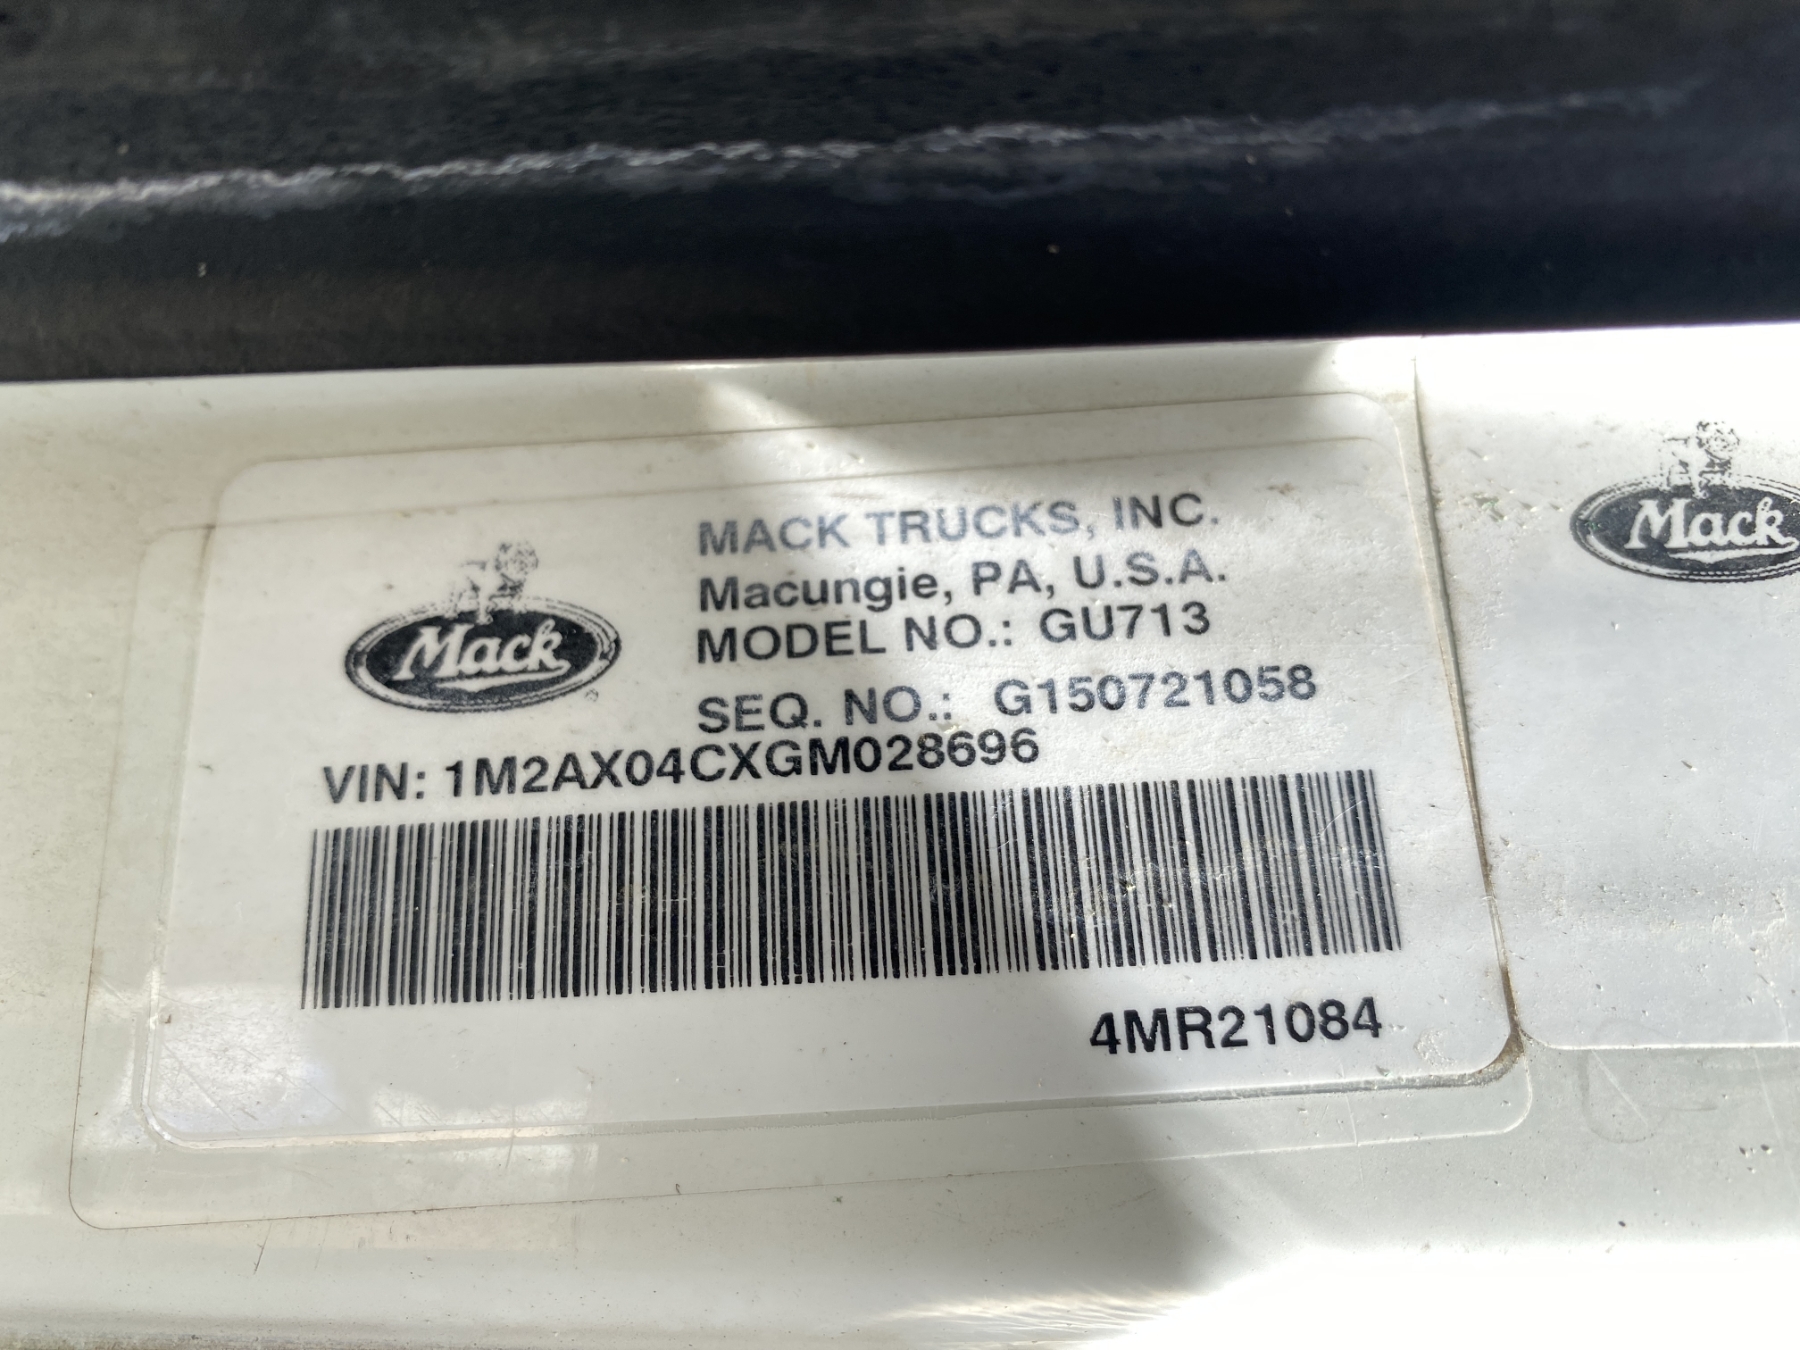 MACK TRUCKS, INC.
Macungie, PA, U.S.A.
MODEL NO.: GU713
SEQ. NO.: G150721058
VIN: 1M2AX04CXGM028696
4MR21084
Mack
Mack